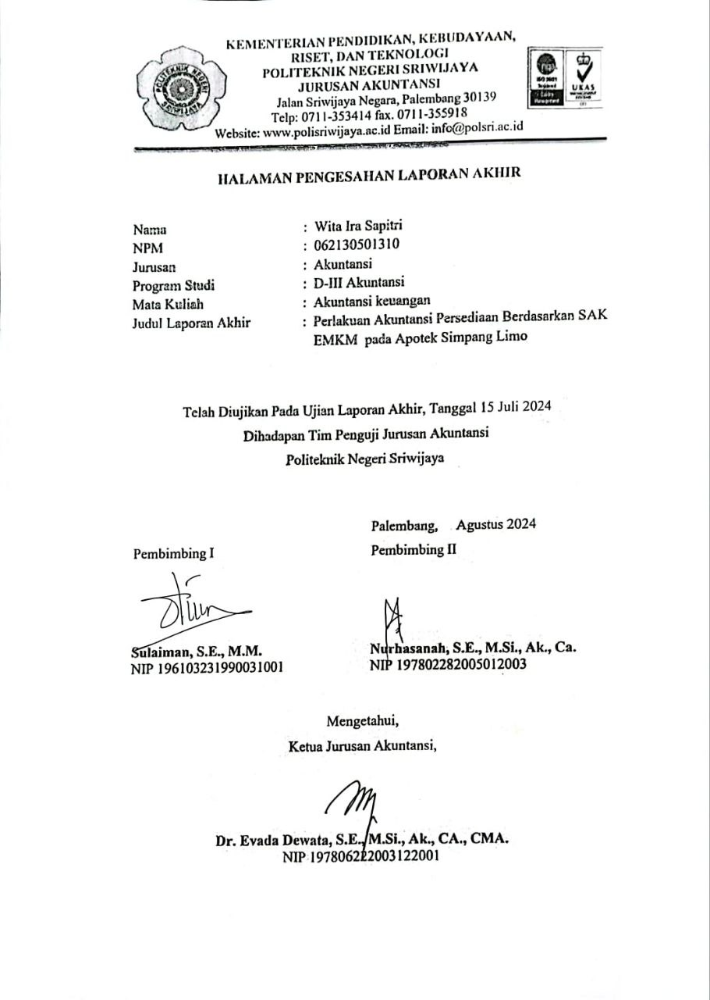 KEMENTERIAN PENDIDIKAN, KEBUDAYAAN,
RISET, DAN TEKNOLOGI
POLITEKNIK NEGERI SRIWIJAYA
JURUSAN AKUNTANSI
Jalan Sriwijaya Negara, Palembang 30139
Telp: 0711-353414 fax. 0711-355918
Website: www.polisriwijaya.ac.id Email: info@polsri.ac.id
POLITEKNIK NEGERI
SRIWIJAYA
ISO 9001
UKAS
HALAMAN PENGESAHAN LAPORAN AKHIR
Nama : Wita Ira Sapitri
NPM : 062130501310
Jurusan : Akuntansi
Program Studi : D-III Akuntansi
Mata Kuliah : Akuntansi keuangan
Judul Laporan Akhir : Perlakuan Akuntansi Persediaan Berdasarkan SAK
EMKM pada Apotek Simpang Limo
Telah Diujikan Pada Ujian Laporan Akhir, Tanggal 15 Juli 2024
Dihadapan Tim Penguji Jurusan Akuntansi
Politeknik Negeri Sriwijaya
Palembang, Agustus 2024
Pembimbing I Pembimbing II
Sulaiman, S.E., M.M. Nurhasanah, S.E., M.Si., Ak., Ca.
NIP 196103231990031001 NIP 197802282005012003
Mengetahui,
Ketua Jurusan Akuntansi,
Dr. Evada Dewata, S.E., M.Si., Ak., CA., CMA.
NIP 197806222003122001